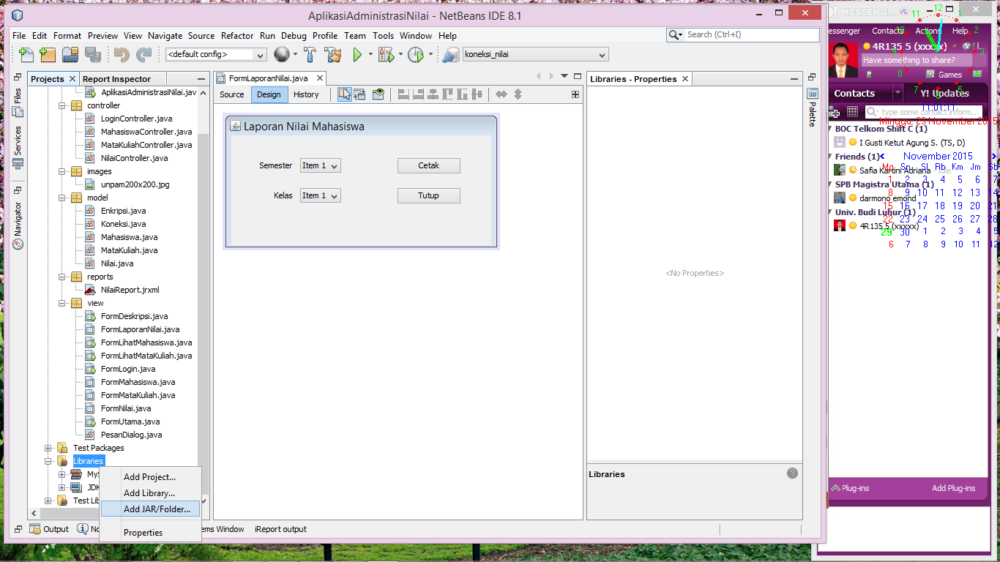 AplikasiAdministrasiNilai - NetBeans IDE 8.1
File Edit Format Preview View Navigate Source Refactor Run Debug Profile Team Tools Window Help
Search (Ctrl+I)
<default config>
koneksi_nilai
Projects
Report Inspector
Files
Services
Navigator
AplikasiAdministrasiNilai.jav
controller
LoginController.java
MahasiswaController.java
MataKuliahController.java
NilaiController.java
images
unpam200x200.jpg
model
Enkripsi.java
Koneksi.java
Mahasiswa.java
MataKuliah.java
Nilai.java
reports
NilaiReport.jrxml
view
FormDeskripsi.java
FormLaporanNilai.java
FormLihatMahasiswa.java
FormLihatMataKuliah.java
FormLogin.java
FormMahasiswa.java
FormMataKuliah.java
FormNilai.java
FormUtama.java
PesanDialog.java
Test Packages
Libraries
MyS
JDK
Test Lib
Add Project...
Add Library...
Add JAR/Folder...
Properties
Output
No
ems Window
iReport output
FormLaporanNilai.java
Source Design History
Laporan Nilai Mahasiswa
Semester Item 1 Cetak
Kelas Item 1 Tutup
Libraries - Properties
<No Properties>
Libraries
Palette
MESSENG...
essenger Contacts Actions Help
4R135 5 (xxxxx)
Have something to share?
Games
Contacts
Y! Updates
type some contact inform...
11:01:11
Minggu, 29 November 2015
BOC Telkom Shift C (1)
I Gusti Ketut Agung S. (TS, D)
Friends (1)
Safia Kartini Adriana - Idle
SPB Magistra Utama (1)
darmono emond
Univ. Budi Luhur (1)
4R135 5 (xxxxx)
November 2015
Mg Sn Sl Rb Km Jm Sb
1 2 3 4 5 6 7
8 9 10 11 12 13 14
15 16 17 18 19 20 21
22 23 24 25 26 27 28
29 30 1 2 3 4 5
6 7 8 9 10 11 12
Plug-ins
Add Plug-ins